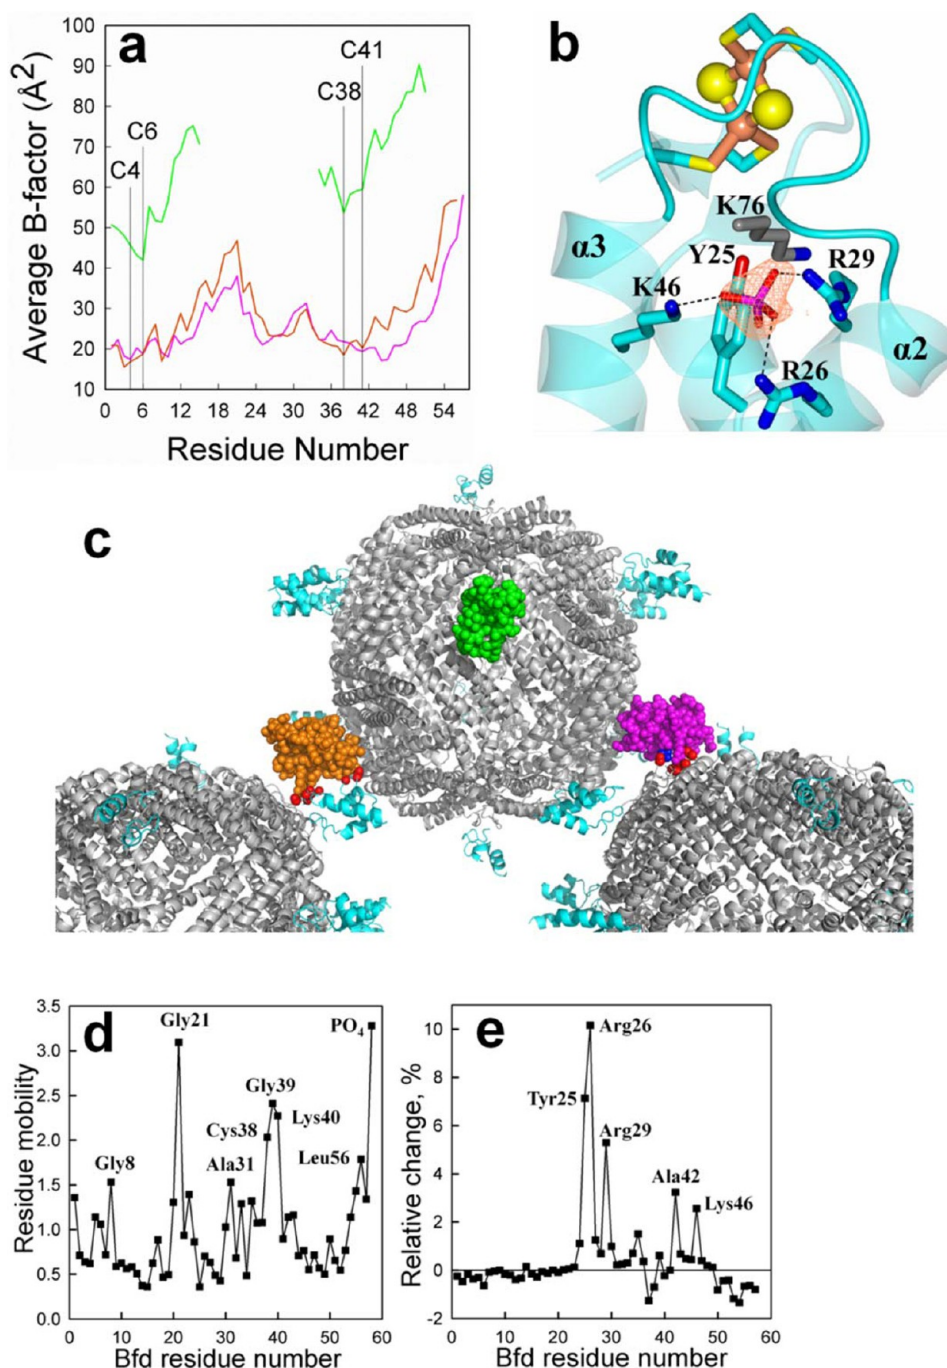 a
100
90
80
70
60
50
40
30
20
10
Average B-factor (Å2)
C4
C6
C38
C41
0 6 12 18 24 30 36 42 48 54
Residue Number
b
α3
K76
Y25
R29
K46
α2
R26
c
d
3.5
3.0
2.5
2.0
1.5
1.0
0.5
0.0
Residue mobility
Gly21
PO4
Gly39
Cys38
Lys40
Gly8
Ala31
Leu56
0 10 20 30 40 50 60
Bfd residue number
e
10
8
6
4
2
0
-2
Relative change, %
Arg26
Tyr25
Arg29
Ala42
Lys46
0 10 20 30 40 50 60
Bfd residue number